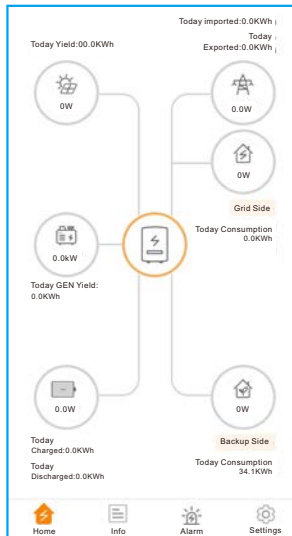 Today imported:0.0KWh
Today
Exported:0.0KWh
Today Yield:00.0KWh
0W
0.0W
0W
Grid Side
Today Consumption
0.0KWh
0.0kW
Today GEN Yield:
0.0KWh
0.0W
0W
Today
Charged:0.0KWh
Today
Discharged:0.0KWh
Backup Side
Today Consumption
34.1KWh
Home
Info
Alarm
Settings